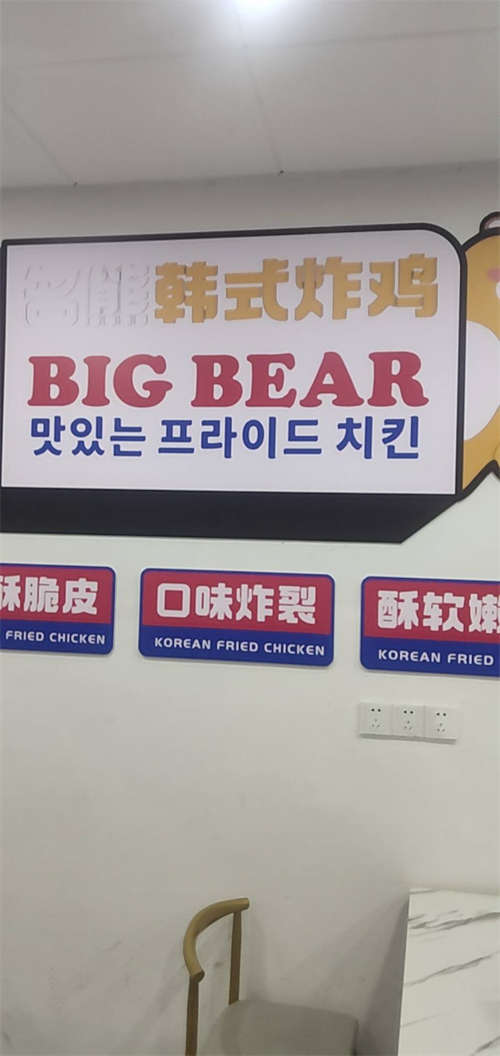 韩式炸鸡
BIG BEAR
맛있는 프라이드 치킨
酥脆皮
FRIED CHICKEN
口味炸裂
KOREAN FRIED CHICKEN
酥软嫩
KOREAN FRIED